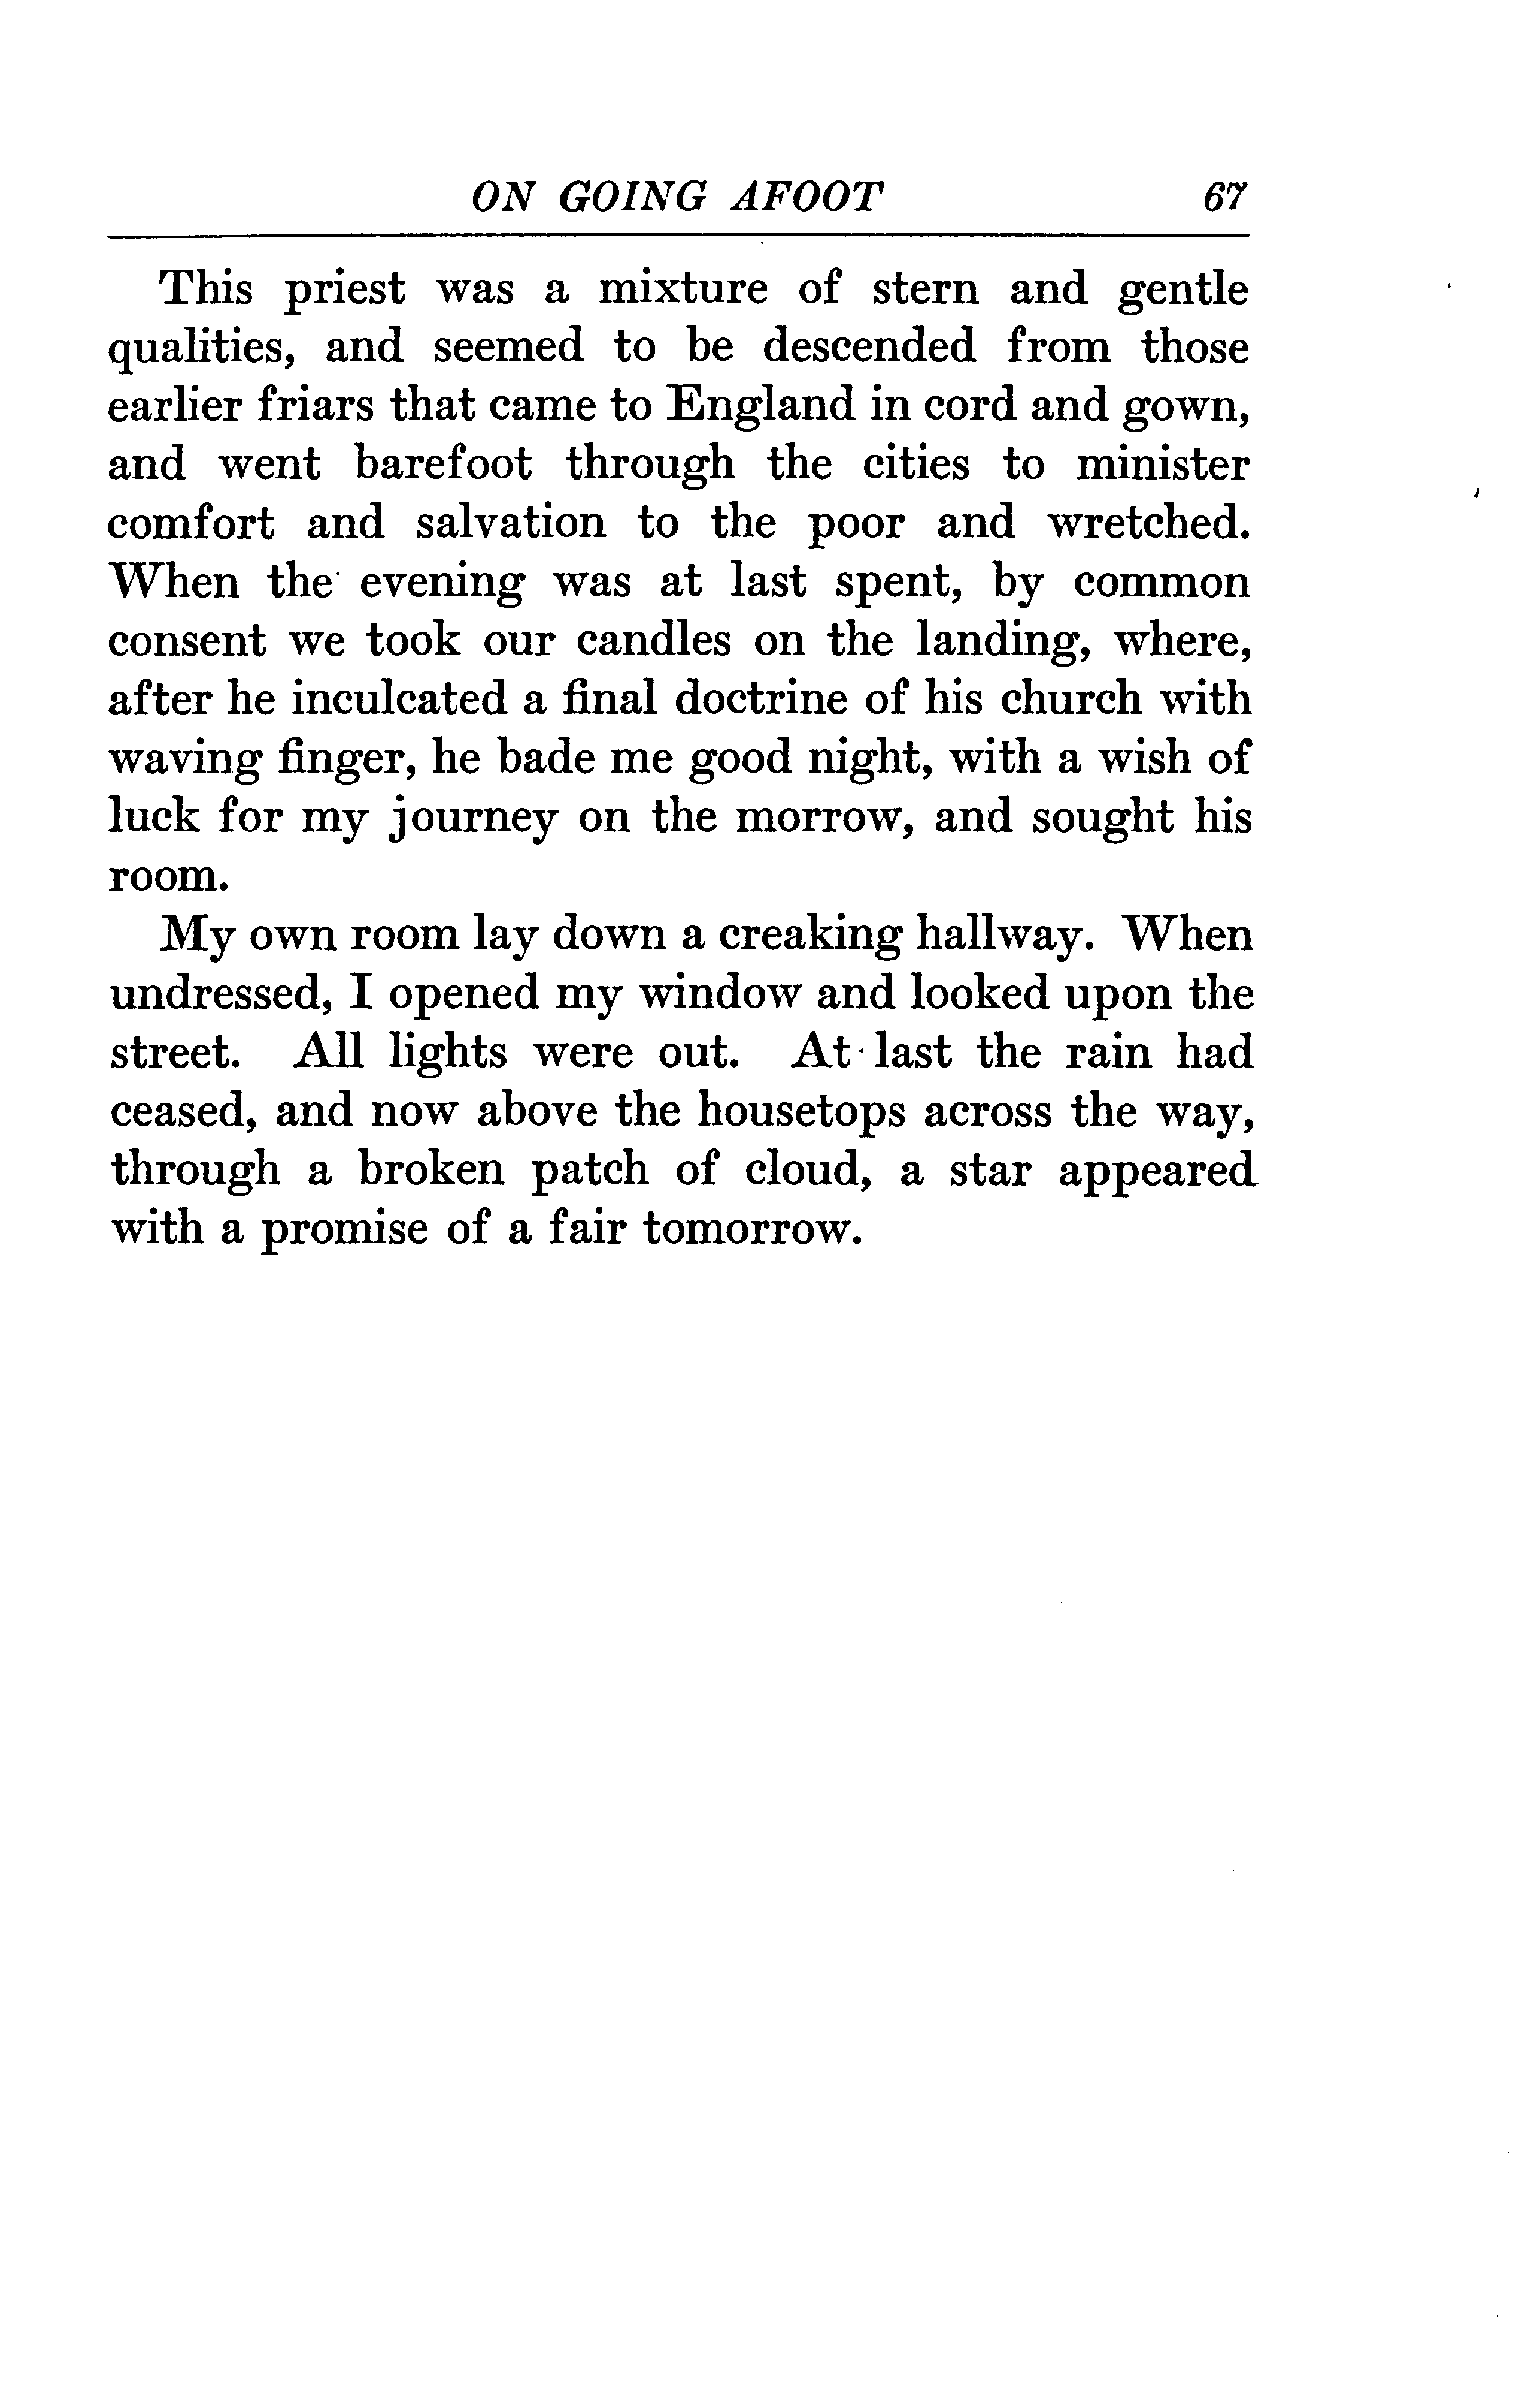 ON GOING AFOOT 67
This priest was a mixture of stern and gentle
qualities, and seemed to be descended from those
earlier friars that came to England in cord and gown,
and went barefoot through the cities to minister
comfort and salvation to the poor and wretched.
When the evening was at last spent, by common
consent we took our candles on the landing, where,
after he inculcated a final doctrine of his church with
waving finger, he bade me good night, with a wish of
luck for my journey on the morrow, and sought his
room.
My own room lay down a creaking hallway. When
undressed, I opened my window and looked upon the
street. All lights were out. At last the rain had
ceased, and now above the housetops across the way,
through a broken patch of cloud, a star appeared
with a promise of a fair tomorrow.